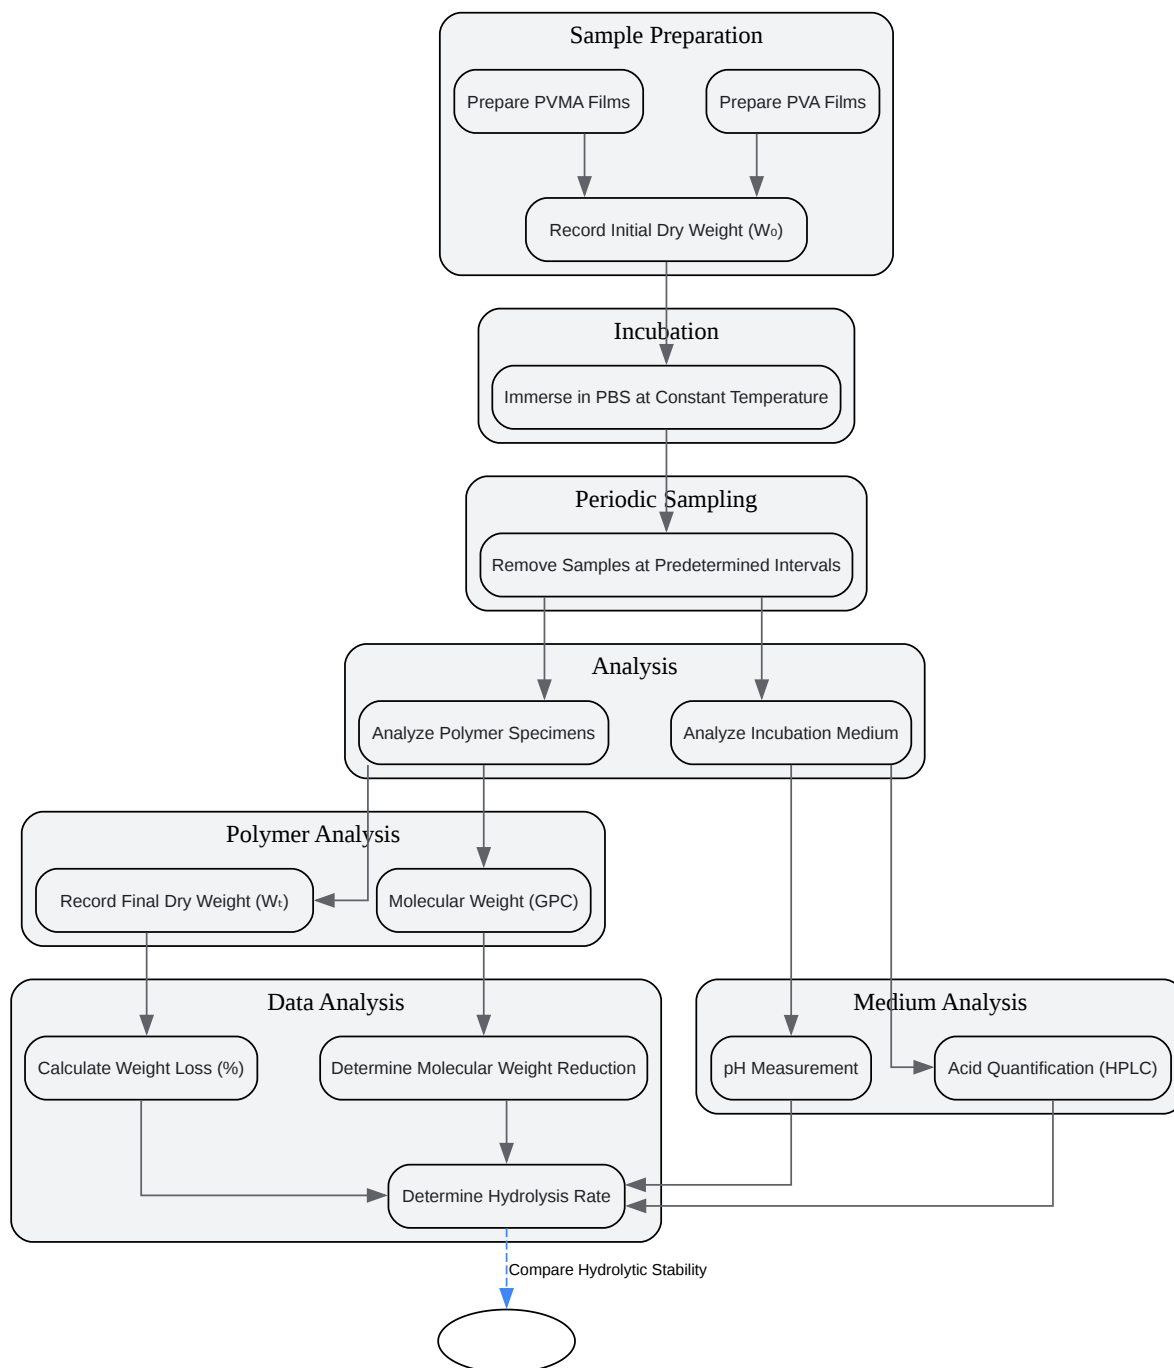 Sample Preparation
Prepare PVMA Films
Prepare PVA Films
Record Initial Dry Weight (W₀)
Incubation
Immerse in PBS at Constant Temperature
Periodic Sampling
Remove Samples at Predetermined Intervals
Analysis
Analyze Polymer Specimens
Analyze Incubation Medium
Polymer Analysis
Record Final Dry Weight (Wₜ)
Molecular Weight (GPC)
Data Analysis
Medium Analysis
Calculate Weight Loss (%)
Determine Molecular Weight Reduction
pH Measurement
Acid Quantification (HPLC)
Determine Hydrolysis Rate
Compare Hydrolytic Stability